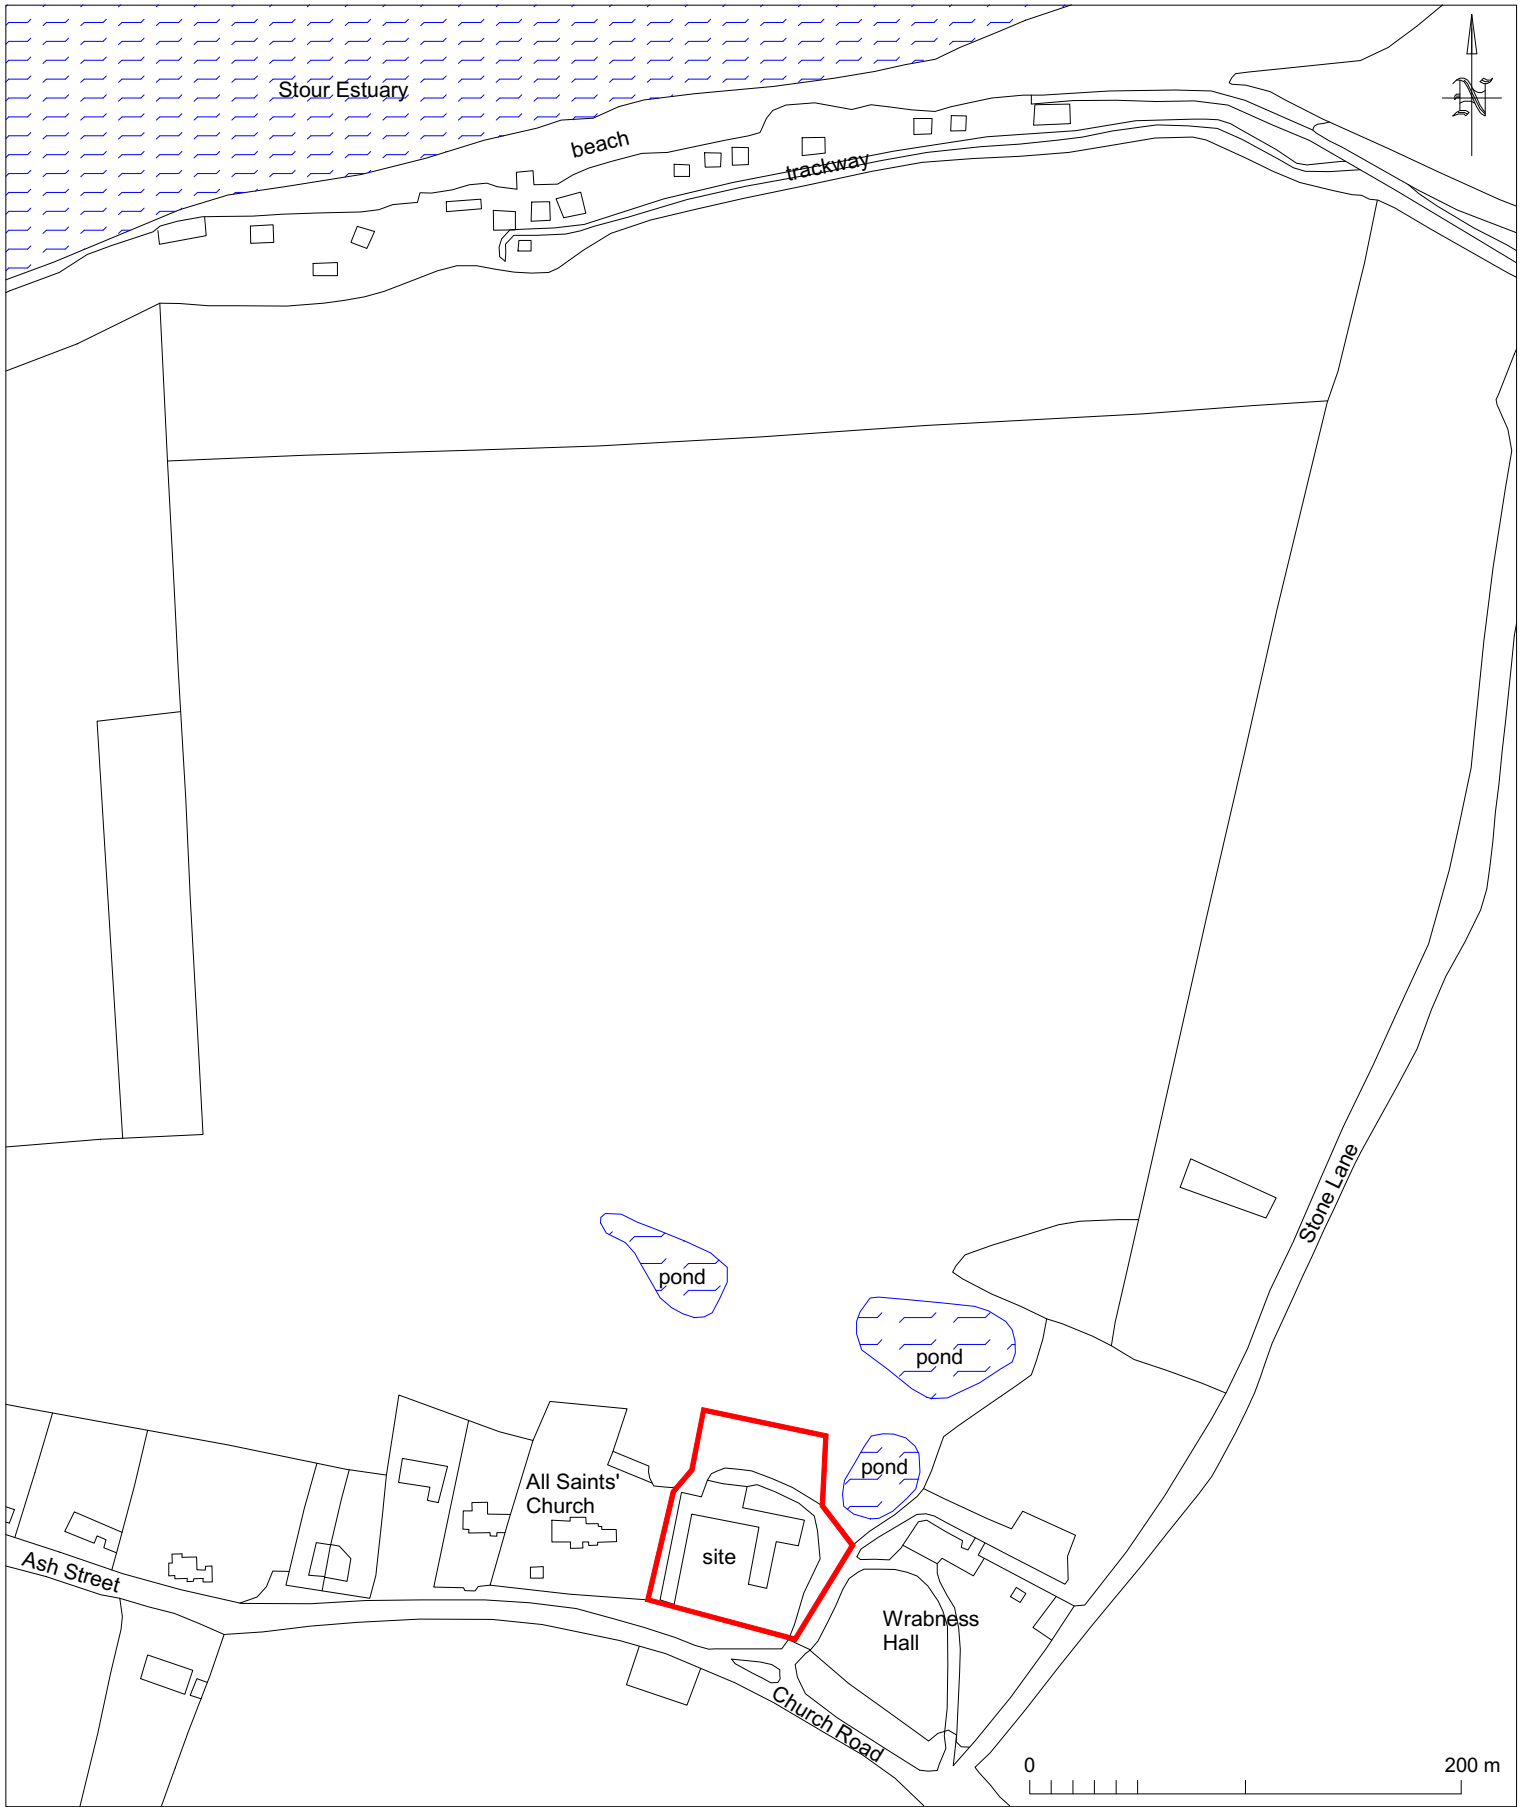 Stour Estuary
N
beach
trackway
Stone Lane
pond
pond
pond
All Saints'
Church
site
Ash Street
Wrabness
Hall
Church Road
0
200 m